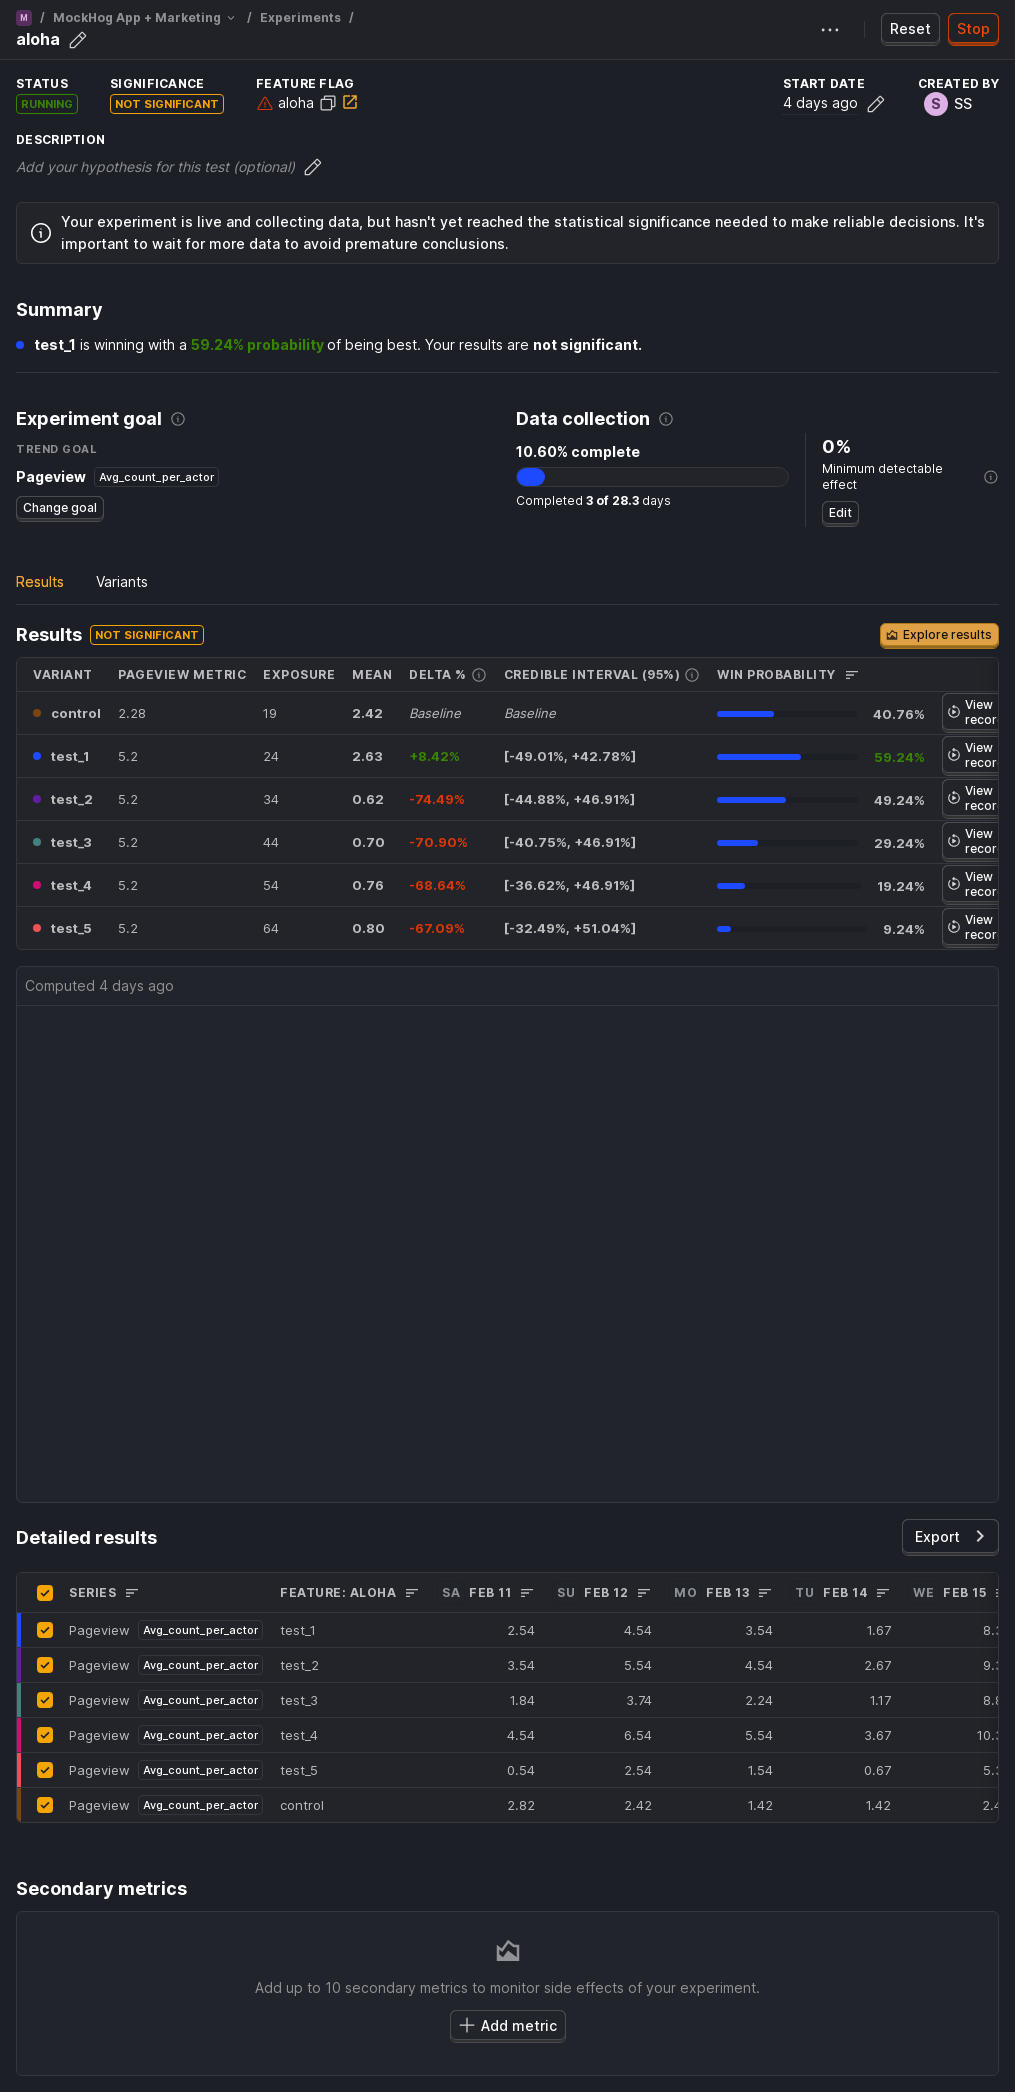 M / MockHog App + Marketing / Experiments /
aloha
Reset Stop
STATUS SIGNIFICANCE FEATURE FLAG START DATE CREATED BY
RUNNING NOT SIGNIFICANT aloha 4 days ago S SS
DESCRIPTION
Add your hypothesis for this test (optional)
Your experiment is live and collecting data, but hasn't yet reached the statistical significance needed to make reliable decisions. It's
important to wait for more data to avoid premature conclusions.
Summary
test_1 is winning with a 59.24% probability of being best. Your results are not significant.
Experiment goal
TREND GOAL
Pageview Avg_count_per_actor
Change goal
Data collection
10.60% complete
Completed 3 of 28.3 days
0%
Minimum detectable
effect
Edit
Results Variants
Results NOT SIGNIFICANT Explore results
VARIANT PAGEVIEW METRIC EXPOSURE MEAN DELTA % CREDIBLE INTERVAL (95%) WIN PROBABILITY
control 2.28 19 2.42 Baseline Baseline 40.76% View recor
test_1 5.2 24 2.63 +8.42% [-49.01%, +42.78%] 59.24% View recor
test_2 5.2 34 0.62 -74.49% [-44.88%, +46.91%] 49.24% View recor
test_3 5.2 44 0.70 -70.90% [-40.75%, +46.91%] 29.24% View recor
test_4 5.2 54 0.76 -68.64% [-36.62%, +46.91%] 19.24% View recor
test_5 5.2 64 0.80 -67.09% [-32.49%, +51.04%] 9.24% View recor
Computed 4 days ago
Detailed results Export
SERIES FEATURE: ALOHA SA FEB 11 SU FEB 12 MO FEB 13 TU FEB 14 WE FEB 15
Pageview Avg_count_per_actor test_1 2.54 4.54 3.54 1.67 8.3
Pageview Avg_count_per_actor test_2 3.54 5.54 4.54 2.67 9.3
Pageview Avg_count_per_actor test_3 1.84 3.74 2.24 1.17 8.8
Pageview Avg_count_per_actor test_4 4.54 6.54 5.54 3.67 10.3
Pageview Avg_count_per_actor test_5 0.54 2.54 1.54 0.67 5.3
Pageview Avg_count_per_actor control 2.82 2.42 1.42 1.42 2.4
Secondary metrics
Add up to 10 secondary metrics to monitor side effects of your experiment.
Add metric